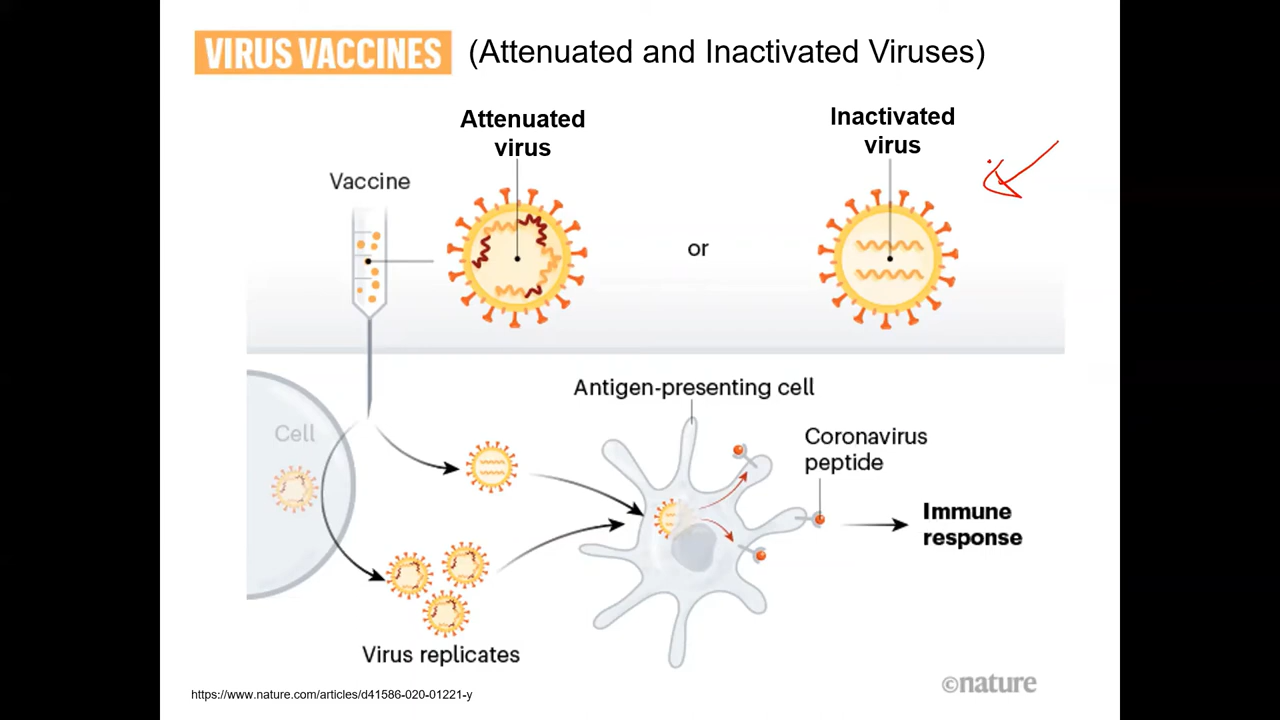 VIRUS VACCINES (Attenuated and Inactivated Viruses)
Attenuated
virus
Inactivated
virus
Vaccine
or
Antigen-presenting cell
Cell
Coronavirus
peptide
Immune
response
Virus replicates
https://www.nature.com/articles/d41586-020-01221-y
©nature